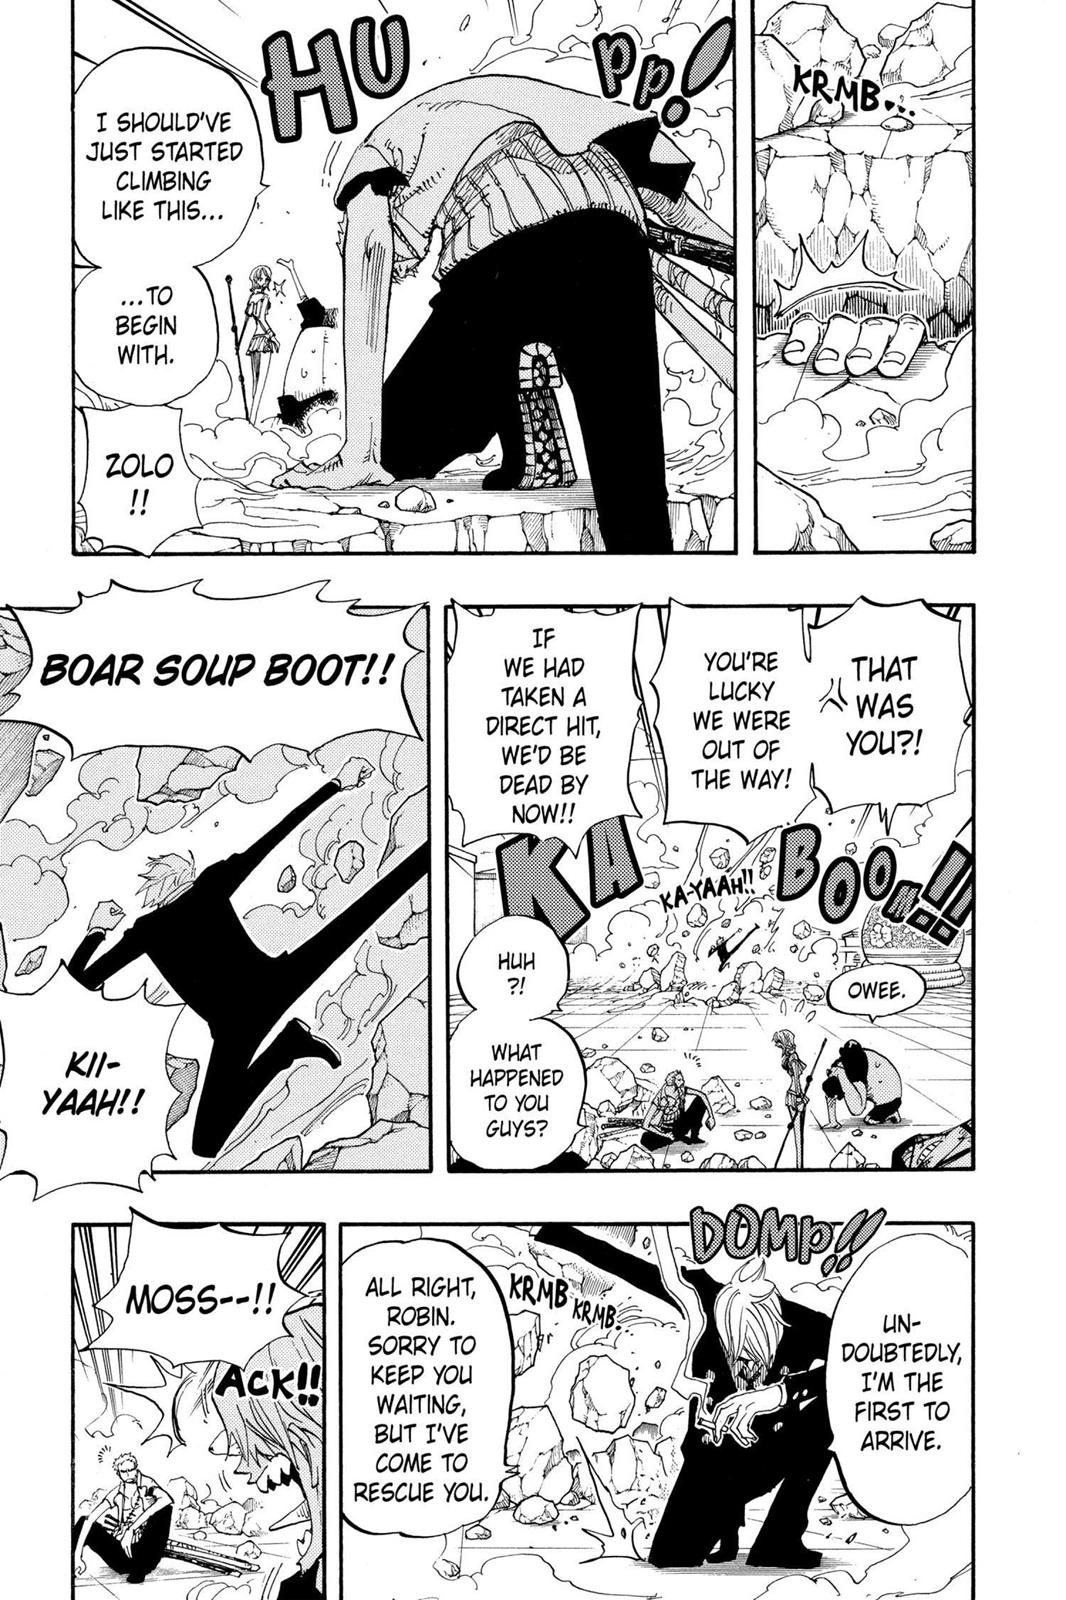 KRMB...
HU
PP!
I SHOULD'VE
JUST STARTED
CLIMBING
LIKE THIS...
...TO
BEGIN
WITH.
ZOLO
!!
THAT
WAS
YOU?!
YOU'RE
LUCKY
WE WERE
OUT OF
THE WAY!
IF
WE HAD
TAKEN A
DIRECT HIT,
WE'D BE
DEAD BY
NOW!!
KA
BOOM!!
KA-YAAH!!
OWEE.
HUH
?!
WHAT
HAPPENED
TO YOU
GUYS?
BOAR SOUP BOOT!!
KII-
YAAH!!
DOMP!!
UN-
DOUBTEDLY,
I'M THE
FIRST TO
ARRIVE.
KRMB
KRMB.
ALL RIGHT,
ROBIN.
SORRY TO
KEEP YOU
WAITING,
BUT I'VE
COME TO
RESCUE YOU.
MOSS--!!
ACK!!